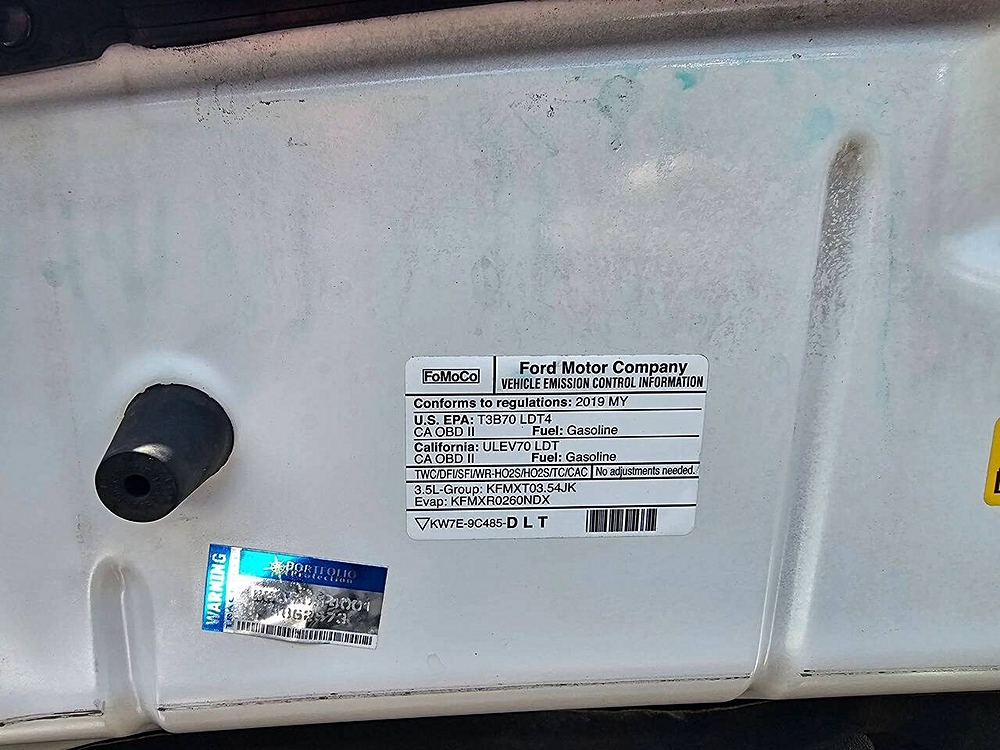 FoMoCo
Ford Motor Company
VEHICLE EMISSION CONTROL INFORMATION
Conforms to regulations: 2019 MY
U.S. EPA: T3B70 LDT4
CA OBD II Fuel: Gasoline
California: ULEV70 LDT
CA OBD II Fuel: Gasoline
TWC/DFI/SFI/WR-HO2S/HO2S/TC/CAC No adjustments needed.
3.5L-Group: KFMXT03.54JK
Evap: KFMXR0260NDX
KW7E-9C485-D L T
WARNING
PORTFOLIO
Protection